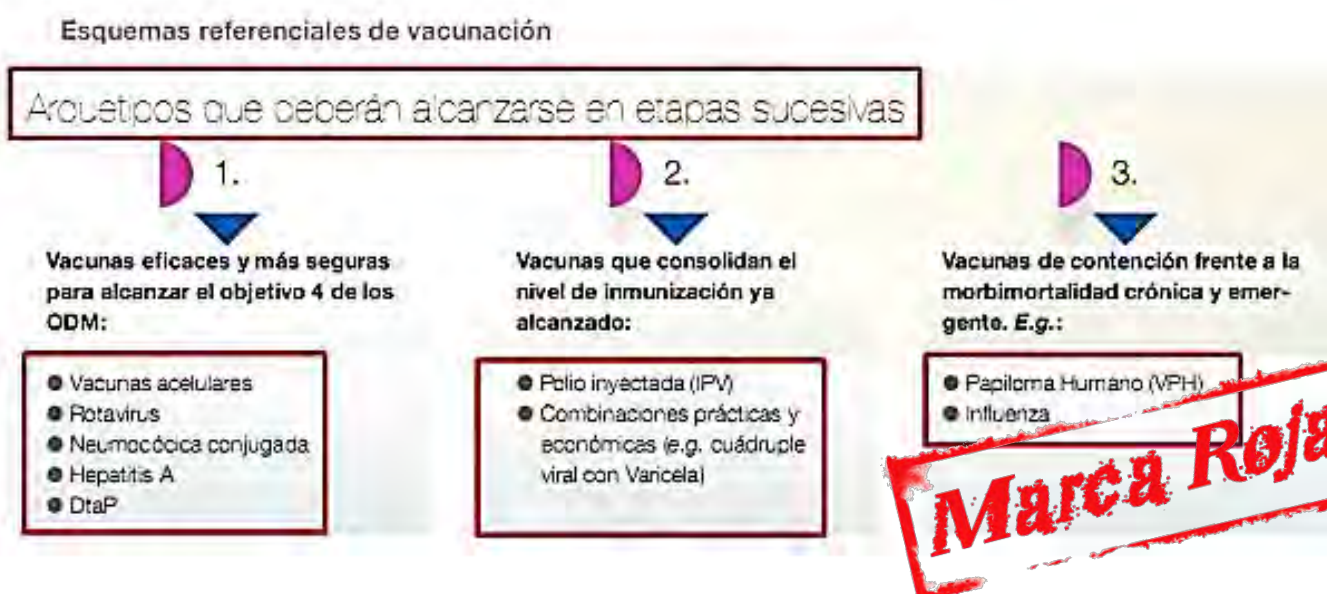 Esquemas referenciales de vacunación
Arquetipos que deberán alcanzarse en etapas sucesivas
1.
Vacunas eficaces y más seguras
para alcanzar el objetivo 4 de los
ODM:
● Vacunas acelulares
● Rotavirus
● Neumocócica conjugada
● Hepatitis A
● DtaP
2.
Vacunas que consolidan el
nivel de inmunización ya
alcanzado:
● Polio inyectada (IPV)
● Combinaciones prácticas y
económicas (e.g. cuádruple
viral con Varicela)
3.
Vacunas de contención frente a la
morbimortalidad crónica y emer-
gente. E.g.:
● Papiloma Humano (VPH)
● Influenza
Marca Roja